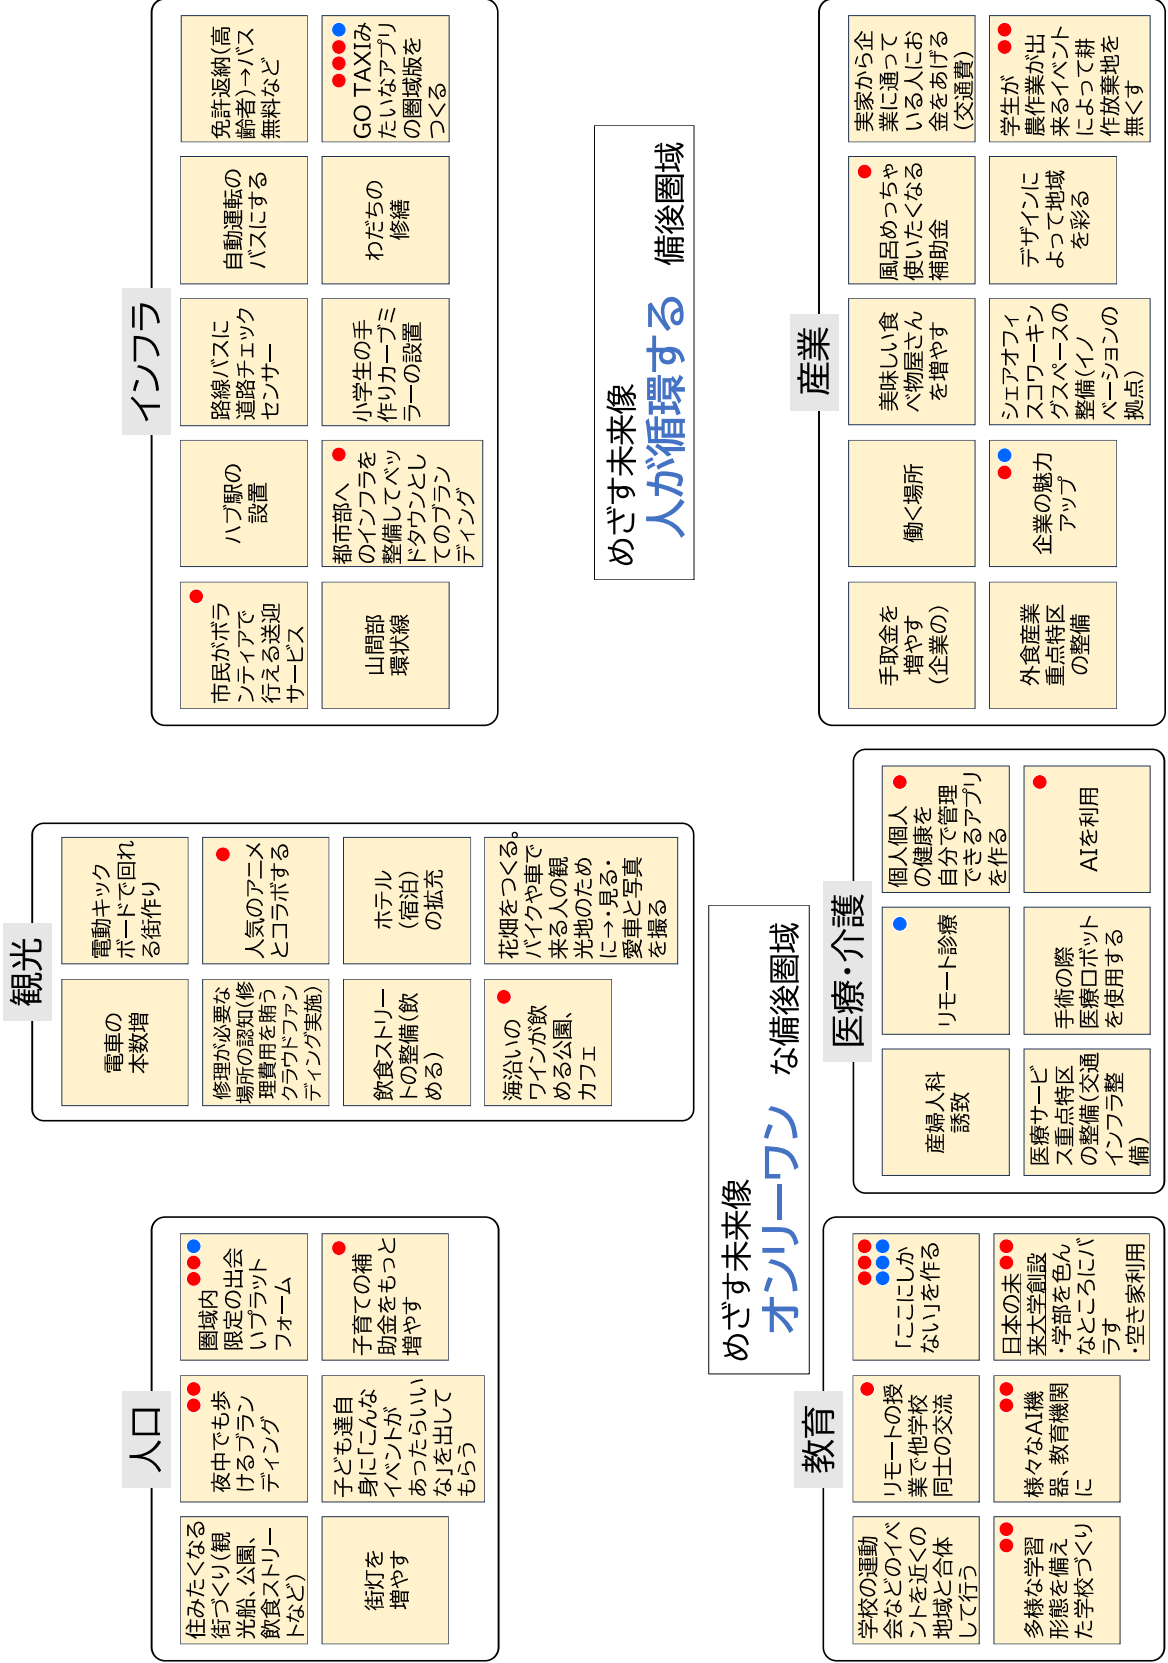 人口
住みたくなる
街づくり(観
光船、公園、
飲食ストリー
トなど)
夜中でも歩
けるブラン
ディング
圏域内
限定の出会
いプラット
フォーム
街灯を
増やす
子ども達自
身に「こんな
イベントが
あったらいい
な」を出して
もらう
子育ての補
助金をもっと
増やす
観光
電車の
本数増
電動キック
ボードで回れ
る街作り
修理が必要な
場所の認知(修
理費用を賄う
クラウドファン
ディング実施)
人気のアニメ
とコラボする
飲食ストリー
トの整備(飲
める)
ホテル
(宿泊)
の拡充
海沿いの
ワインが飲
める公園、
カフェ
花畑をつくる。
バイクや車で
来る人の観
光地のため
に→・見る・
愛車と写真
を撮る
インフラ
市民がボラ
ンティアで
行える送迎
サービス
ハブ駅の
設置
路線バスに
道路チェック
センサー
自動運転の
バスにする
免許返納(高
齢者)→バス
無料など
山間部
環状線
都市部へ
のインフラを
整備してベッ
ドタウンとし
てのブラン
ディング
小学生の手
作りカーブミ
ラーの設置
わだちの
修繕
GO TAXIみ
たいなアプリ
の圏域版を
つくる
めざす未来像
オンリーワン な備後圏域
めざす未来像
人が循環する 備後圏域
教育
学校の運動
会などのイベ
ントを近くの
地域と合体
して行う
リモートの授
業で他学校
同士の交流
「ここにしか
ない」を作る
多様な学習
形態を備え
た学校づくり
様々なAI機
器、教育機関
に
日本の未
来大学創設
・学部を色ん
なところにバ
ラす
・空き家利用
医療・介護
産婦人科
誘致
リモート診療
個人個人
の健康を
自分で管理
できるアプリ
を作る
医療サービ
ス重点特区
の整備(交通
インフラ整
備)
手術の際
医療ロボット
を使用する
AIを利用
産業
手取金を
増やす
(企業の)
働く場所
美味しい食
べ物屋さん
を増やす
風呂めっちゃ
使いたくなる
補助金
実家から企
業に通って
いる人にお
金をあげる
(交通費)
外食産業
重点特区
の整備
企業の魅力
アップ
シェアオフィ
スコワーキン
グスペースの
整備(イノ
ベーションの
拠点)
デザインに
よって地域
を彩る
学生が
農作業が出
来るイベント
によって耕
作放棄地を
無くす